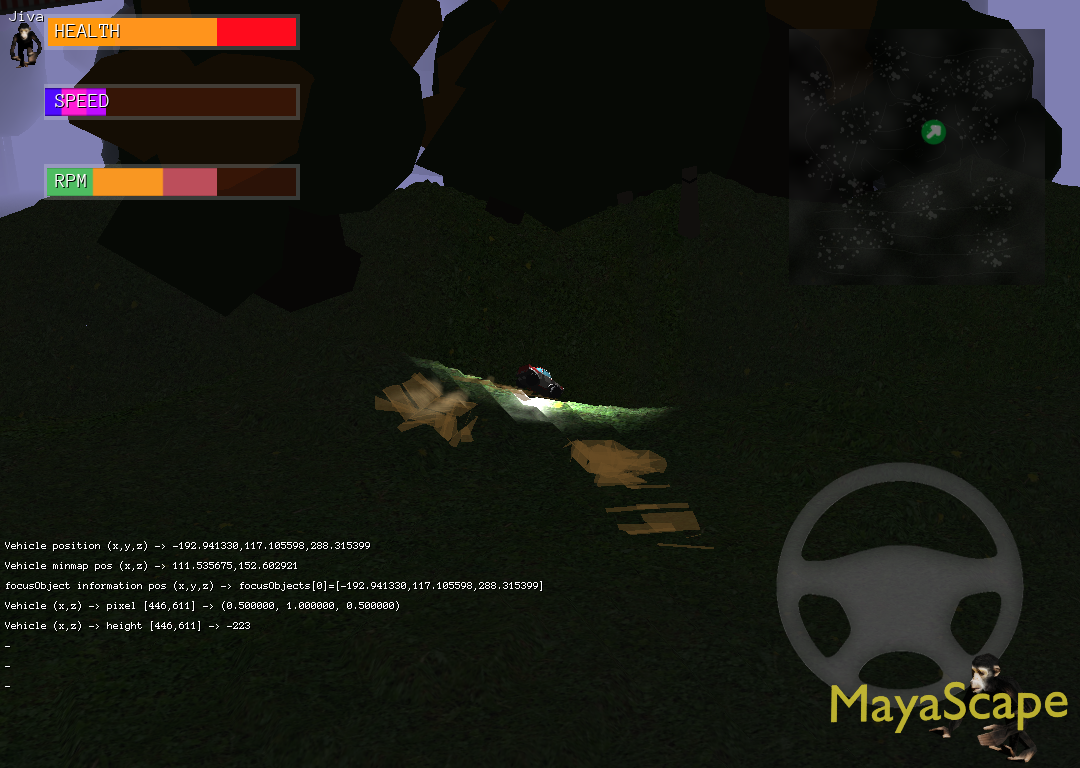 Jiva
HEALTH
SPEED
RPM
Vehicle position (x,y,z) -> -192.941330,117.105598,288.315399
Vehicle minmap pos (x,z) -> 111.535675,152.602921
focusObject information pos (x,y,z) -> focusObjects[0]=[-192.941330,117.105598,288.315399]
Vehicle (x,z) -> pixel [446,611] -> (0.500000, 1.000000, 0.500000)
Vehicle (x,z) -> height [446,611] -> -223
-
-
-
MayaScape